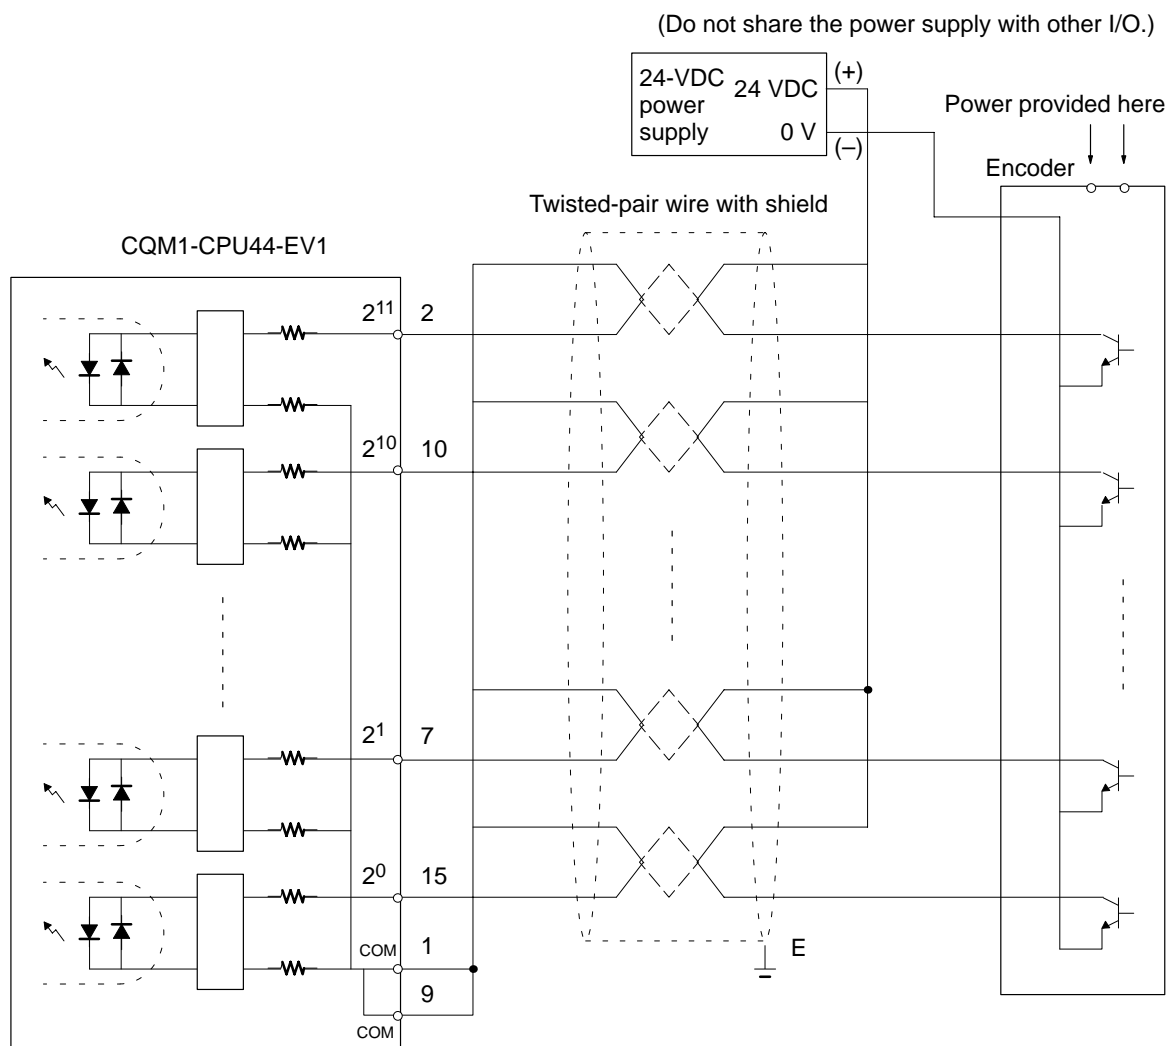 (Do not share the power supply with other I/O.)
24-VDC power supply
24 VDC
0 V
(+)
(–)
Power provided here
Encoder
Twisted-pair wire with shield
CQM1-CPU44-EV1
2¹¹ 2
2¹⁰ 10
2¹ 7
2⁰ 15
COM 1
9
COM
E